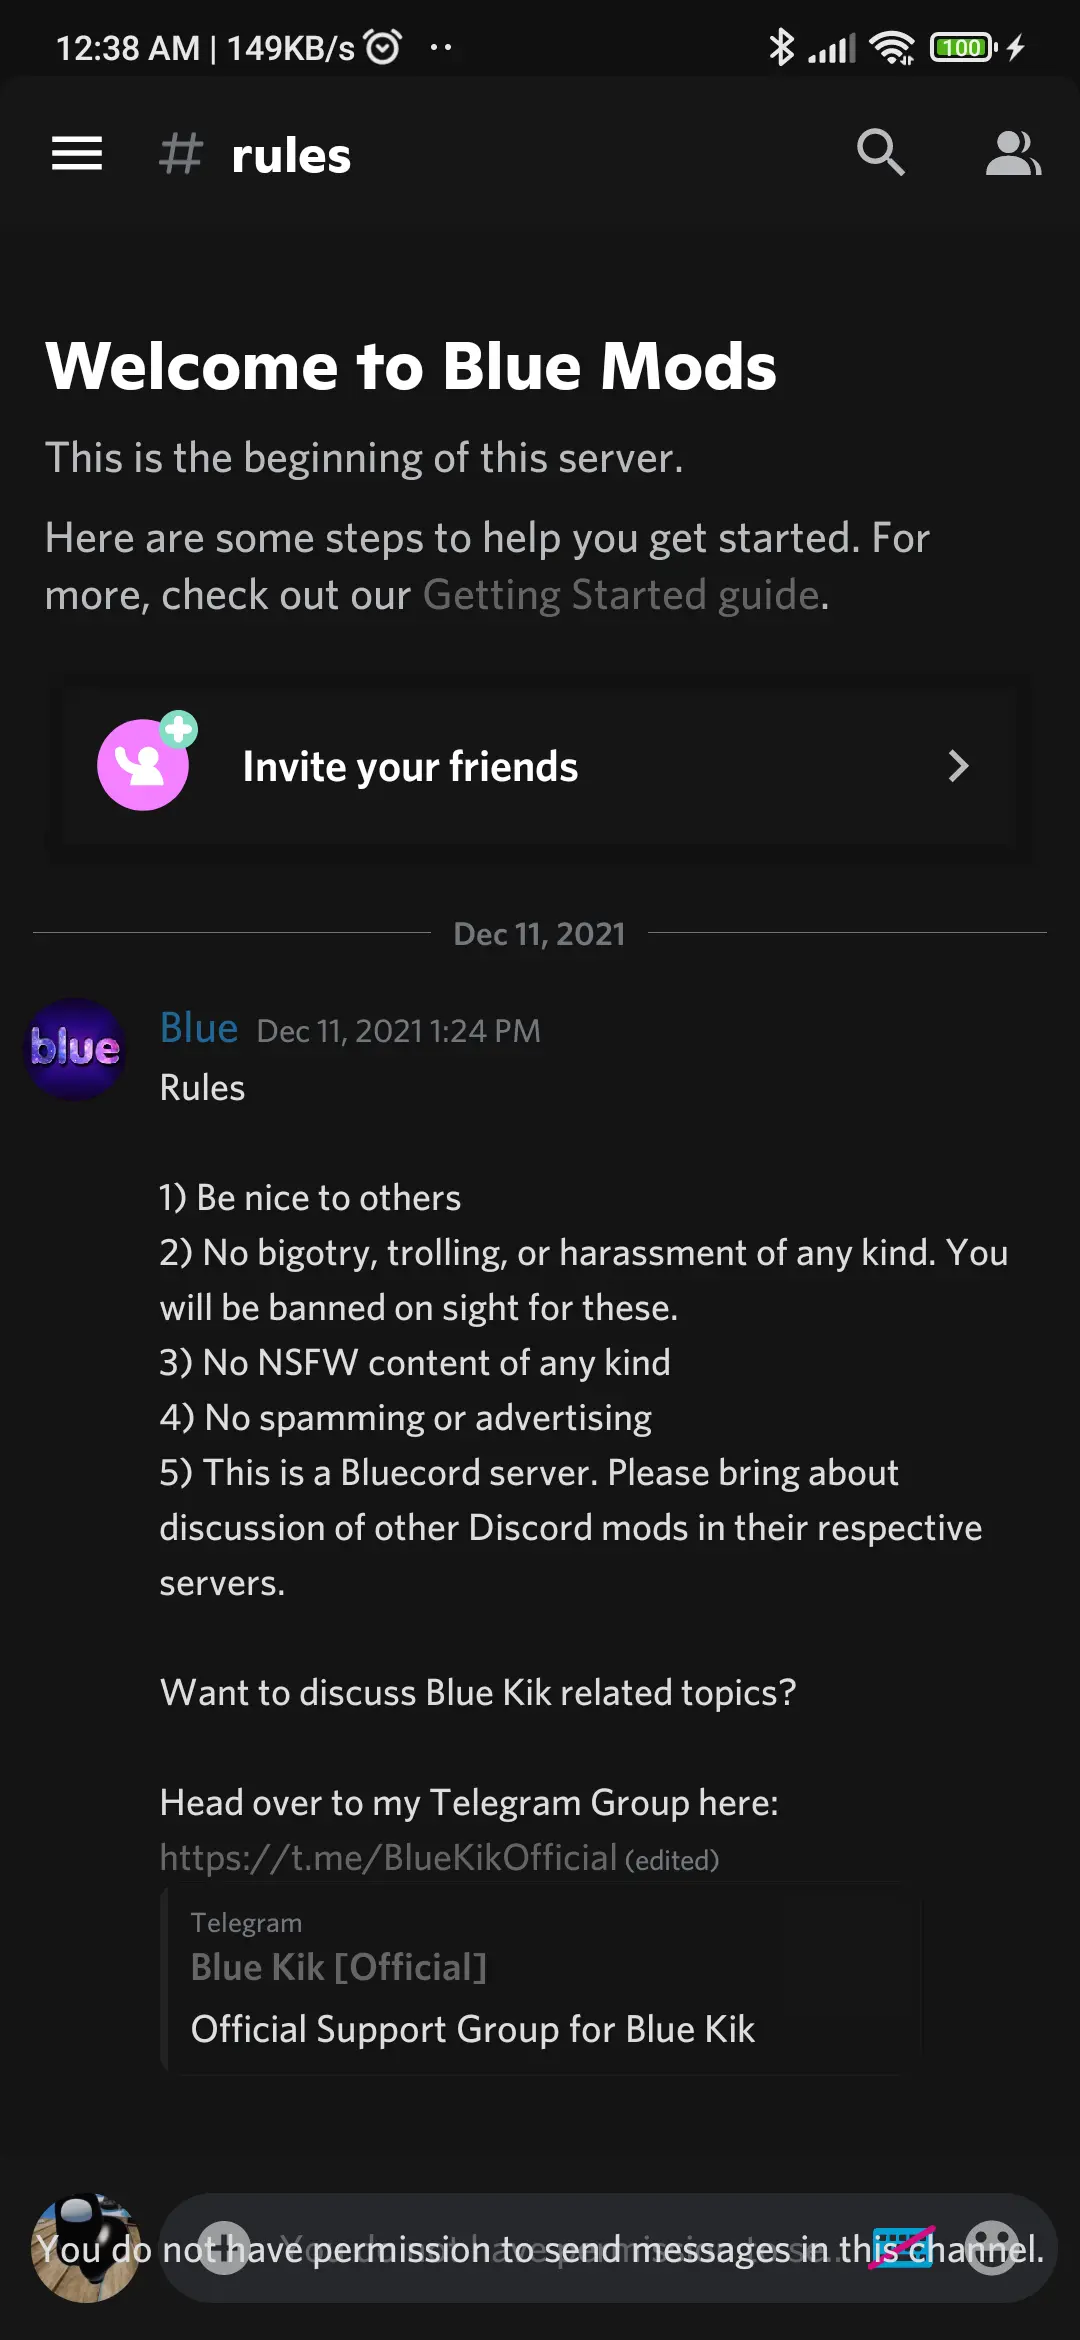 12:38 AM | 149KB/s
100
# rules
Welcome to Blue Mods
This is the beginning of this server.
Here are some steps to help you get started. For
more, check out our Getting Started guide.
Invite your friends
Dec 11, 2021
blue
Blue Dec 11, 2021 1:24 PM
Rules
1) Be nice to others
2) No bigotry, trolling, or harassment of any kind. You
will be banned on sight for these.
3) No NSFW content of any kind
4) No spamming or advertising
5) This is a Bluecord server. Please bring about
discussion of other Discord mods in their respective
servers.
Want to discuss Blue Kik related topics?
Head over to my Telegram Group here:
https://t.me/BlueKikOfficial (edited)
Telegram
Blue Kik [Official]
Official Support Group for Blue Kik
You do not have permission to send messages in this channel.